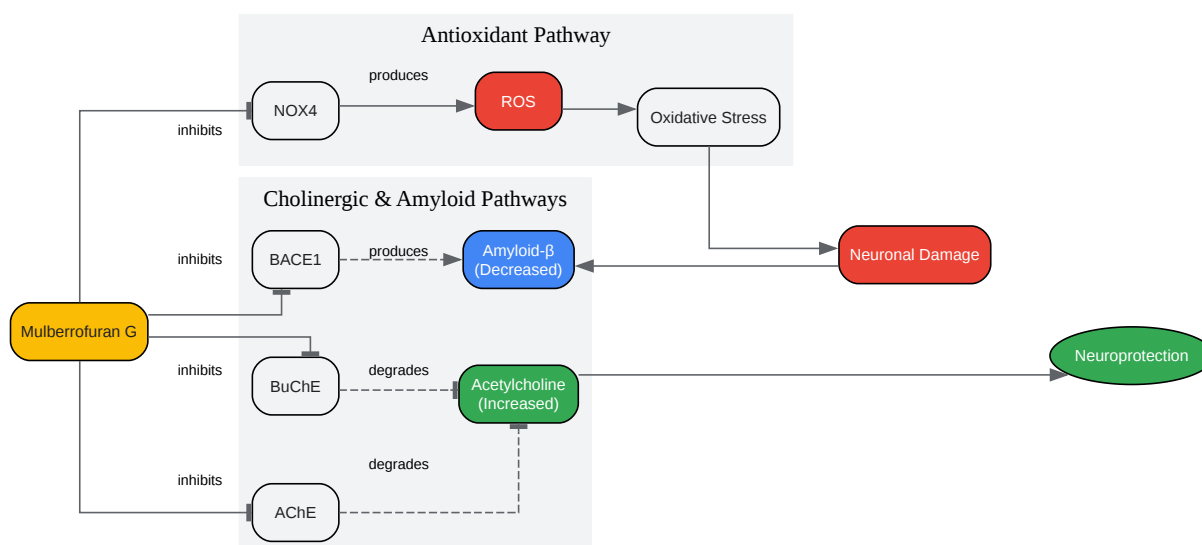 Antioxidant Pathway
produces
NOX4
ROS
Oxidative Stress
inhibits
Cholinergic & Amyloid Pathways
inhibits
BACE1
produces
Amyloid-β
(Decreased)
Neuronal Damage
Mulberrofuran G
inhibits
BuChE
degrades
Acetylcholine
(Increased)
Neuroprotection
inhibits
degrades
AChE